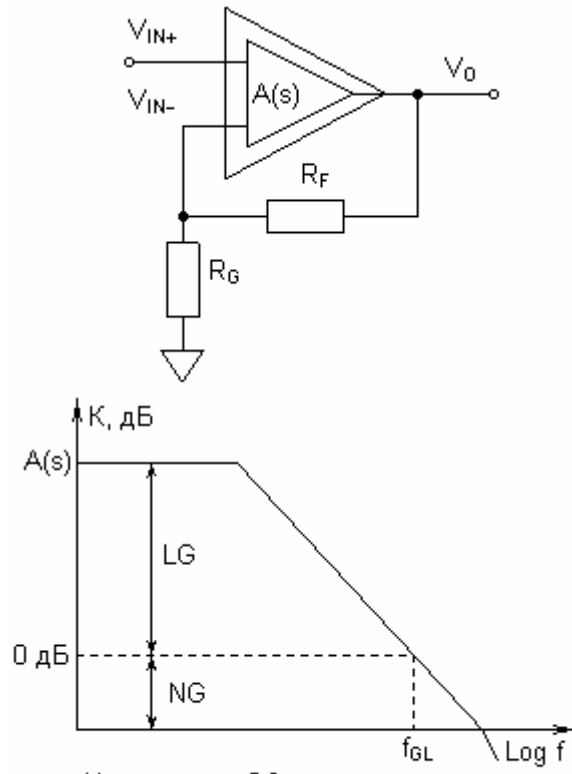 V_IN+
V_IN-
A(s)
V_O
R_F
R_G
K, дБ
A(s)
LG
0 дБ
NG
f_GL
Log f